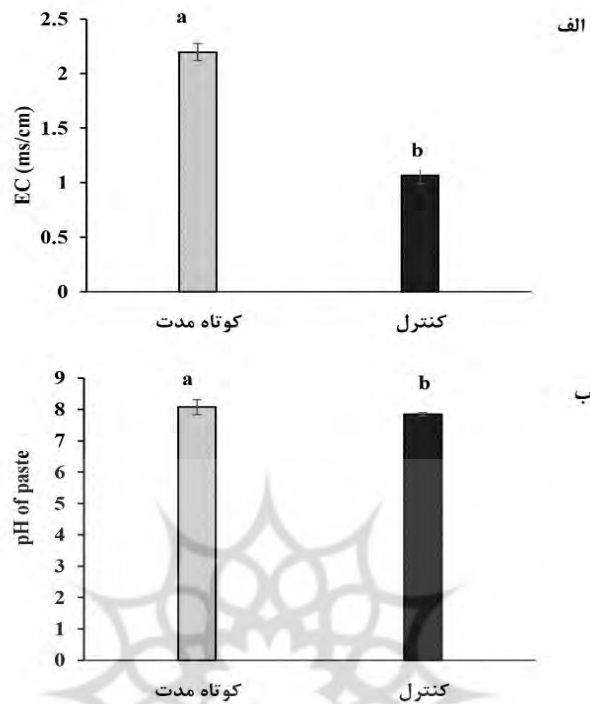 الف
a
b
EC (ms/cm)
2.5
2
1.5
1
0.5
0
کوتاه مدت
کنترل
ب
a
b
pH of paste
9
8
7
6
5
4
3
2
1
0
کوتاه مدت
کنترل